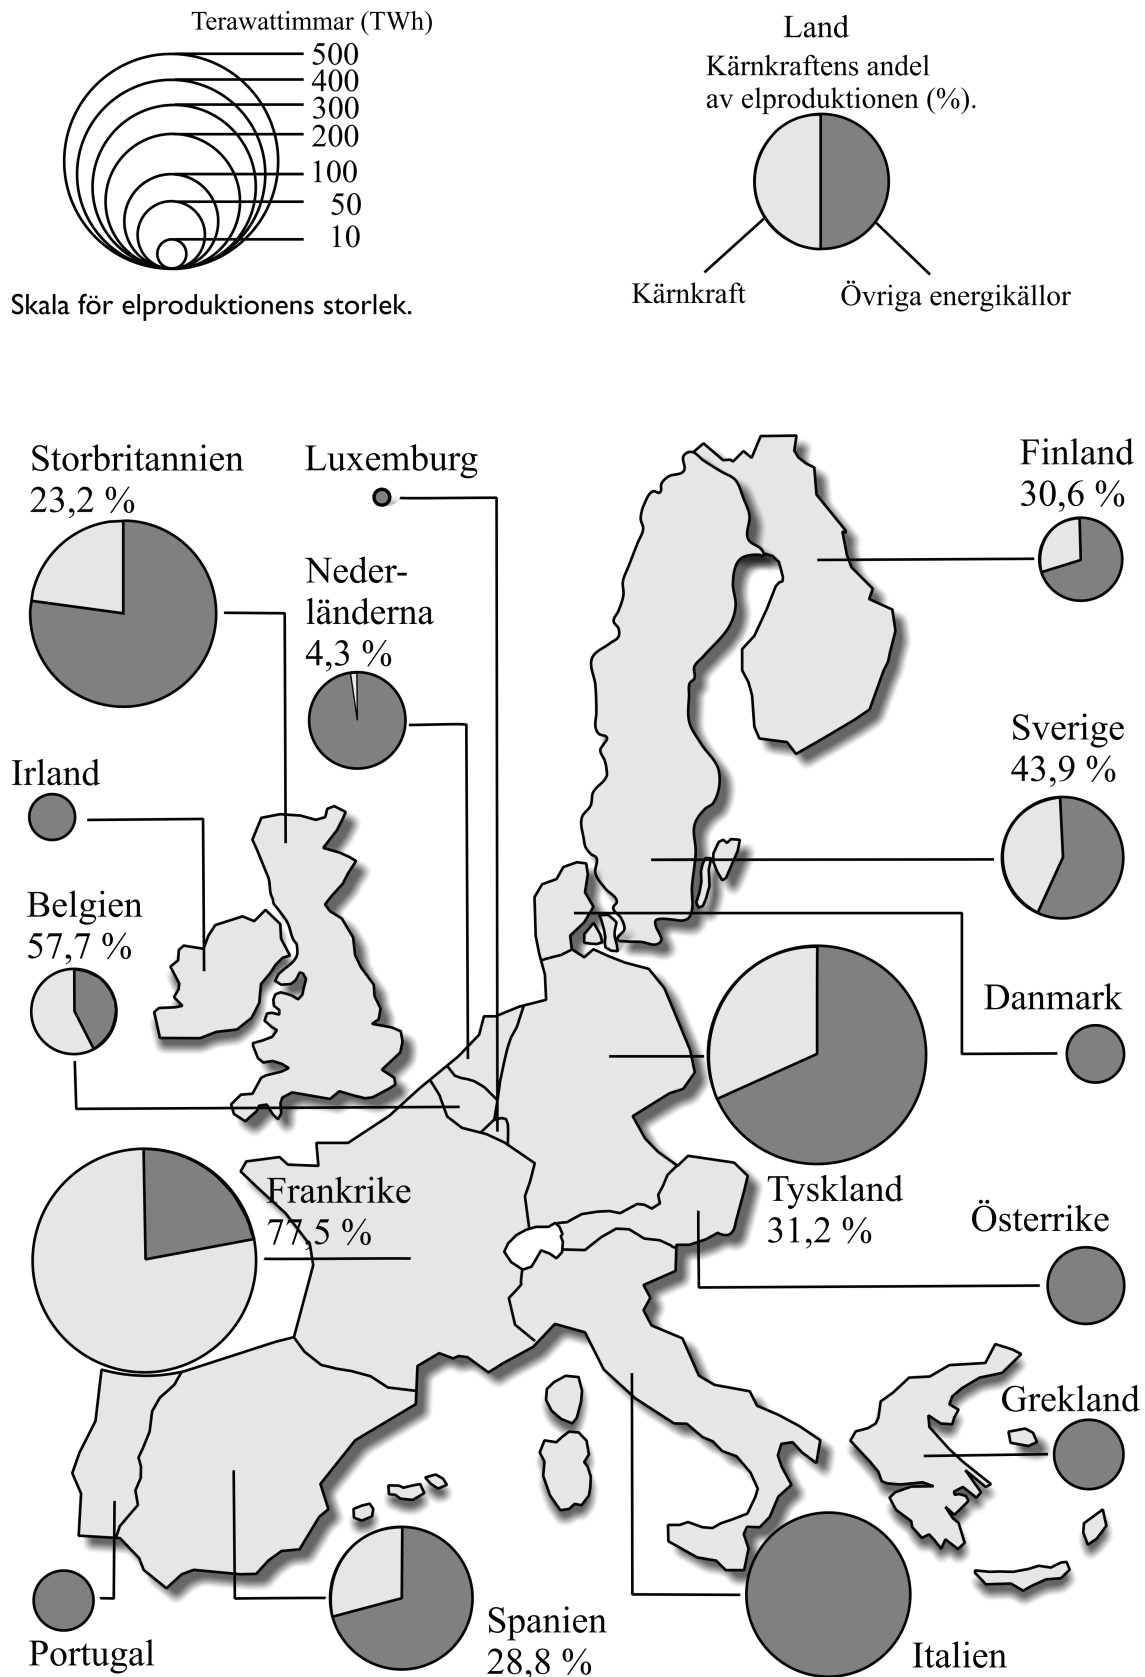 Terawattimmar (TWh)
500
400
300
200
100
50
10
Skala för elproduktionens storlek.
Land
Kärnkraftens andel
av elproduktionen (%).
Kärnkraft
Övriga energikällor
Storbritannien
23,2 %
Luxemburg
Neder-
länderna
4,3 %
Finland
30,6 %
Irland
Sverige
43,9 %
Belgien
57,7 %
Danmark
Frankrike
77,5 %
Tyskland
31,2 %
Österrike
Grekland
Portugal
Spanien
28,8 %
Italien